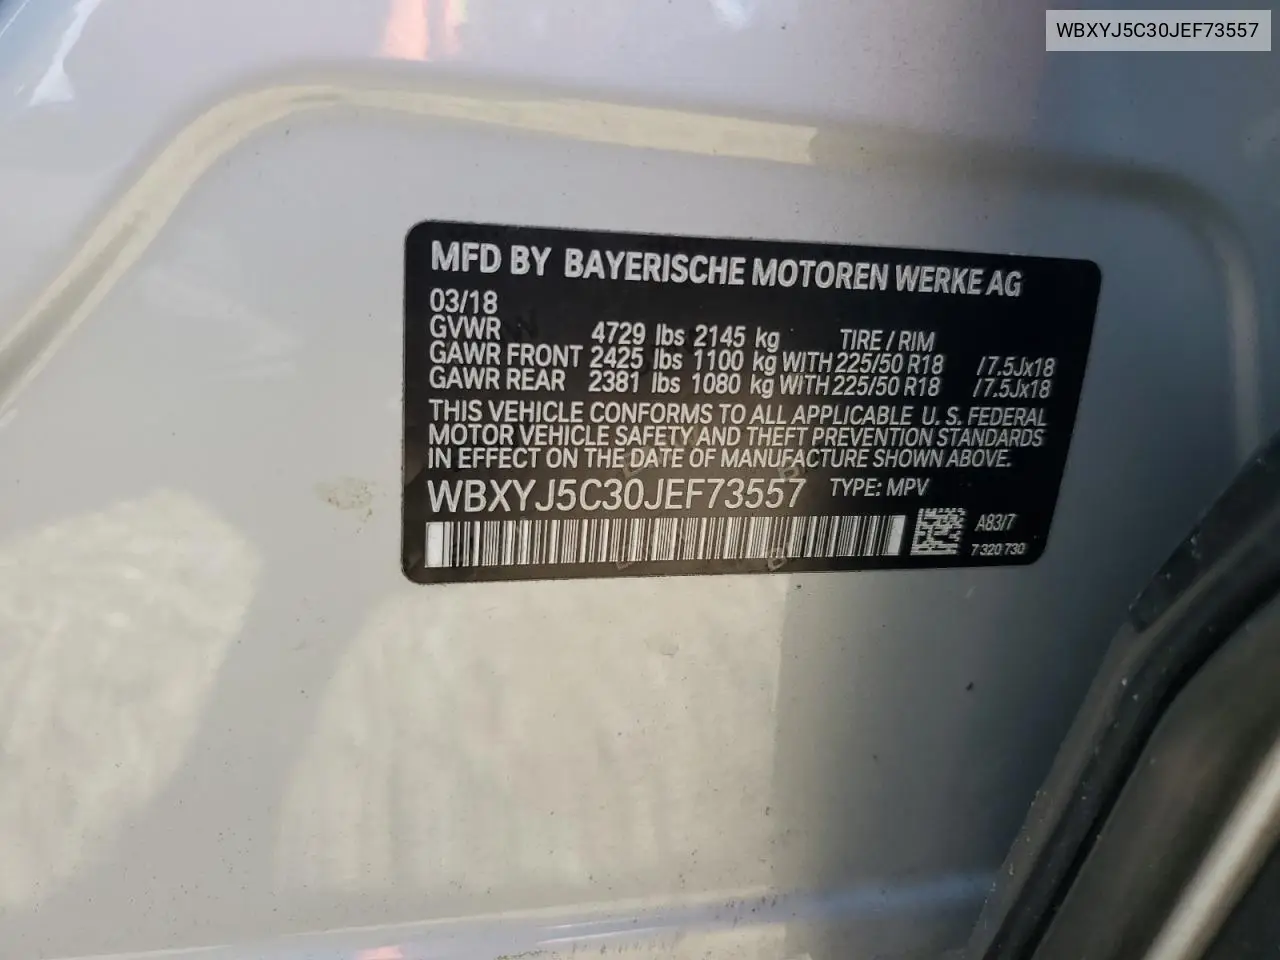 WBXYJ5C30JEF73557
MFD BY BAYERISCHE MOTOREN WERKE AG
03/18
GVWR 4729 lbs 2145 kg TIRE / RIM
GAWR FRONT 2425 lbs 1100 kg WITH 225/50 R18 /7.5Jx18
GAWR REAR 2381 lbs 1080 kg WITH 225/50 R18 /7.5Jx18
THIS VEHICLE CONFORMS TO ALL APPLICABLE U. S. FEDERAL
MOTOR VEHICLE SAFETY AND THEFT PREVENTION STANDARDS
IN EFFECT ON THE DATE OF MANUFACTURE SHOWN ABOVE.
WBXYJ5C30JEF73557 TYPE: MPV
A83/7
7 320 730